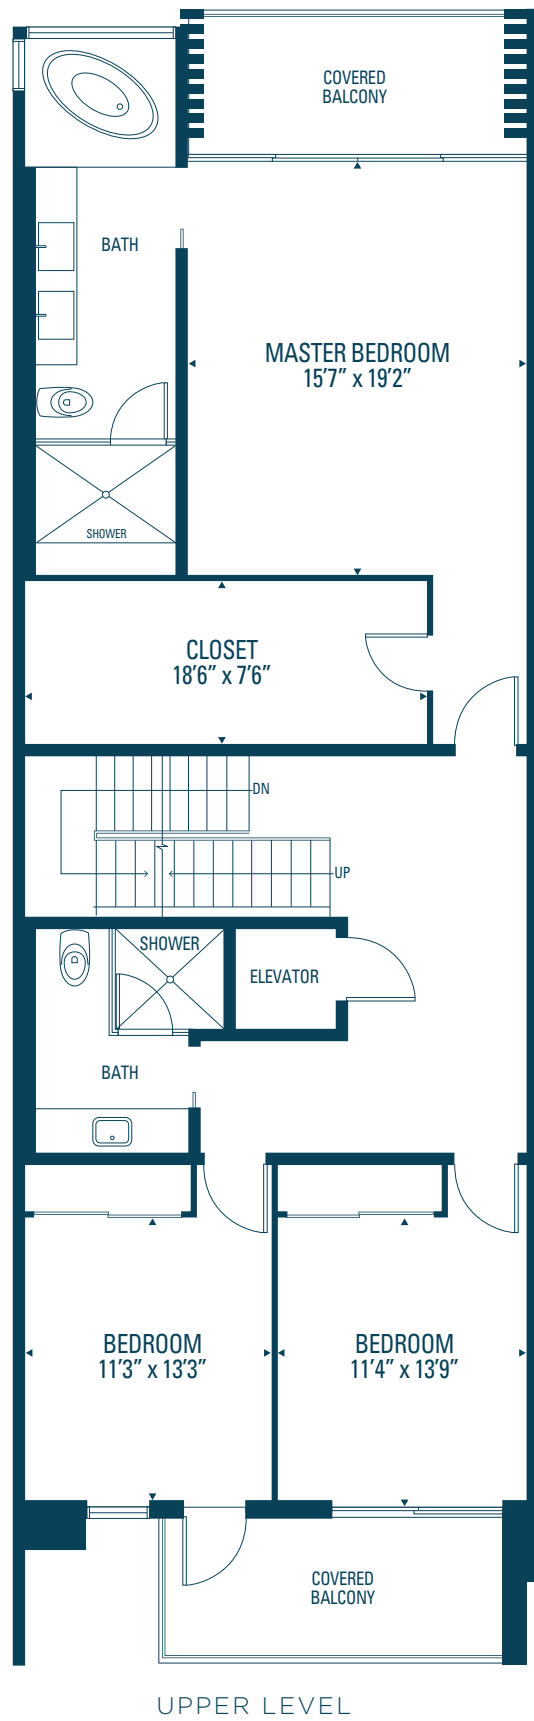 COVERED
BALCONY
BATH
MASTER BEDROOM
15’7” x 19’2”
SHOWER
CLOSET
18’6” x 7’6”
DN
UP
SHOWER
ELEVATOR
BATH
BEDROOM
11’3” x 13’3”
BEDROOM
11’4” x 13’9”
COVERED
BALCONY
UPPER LEVEL